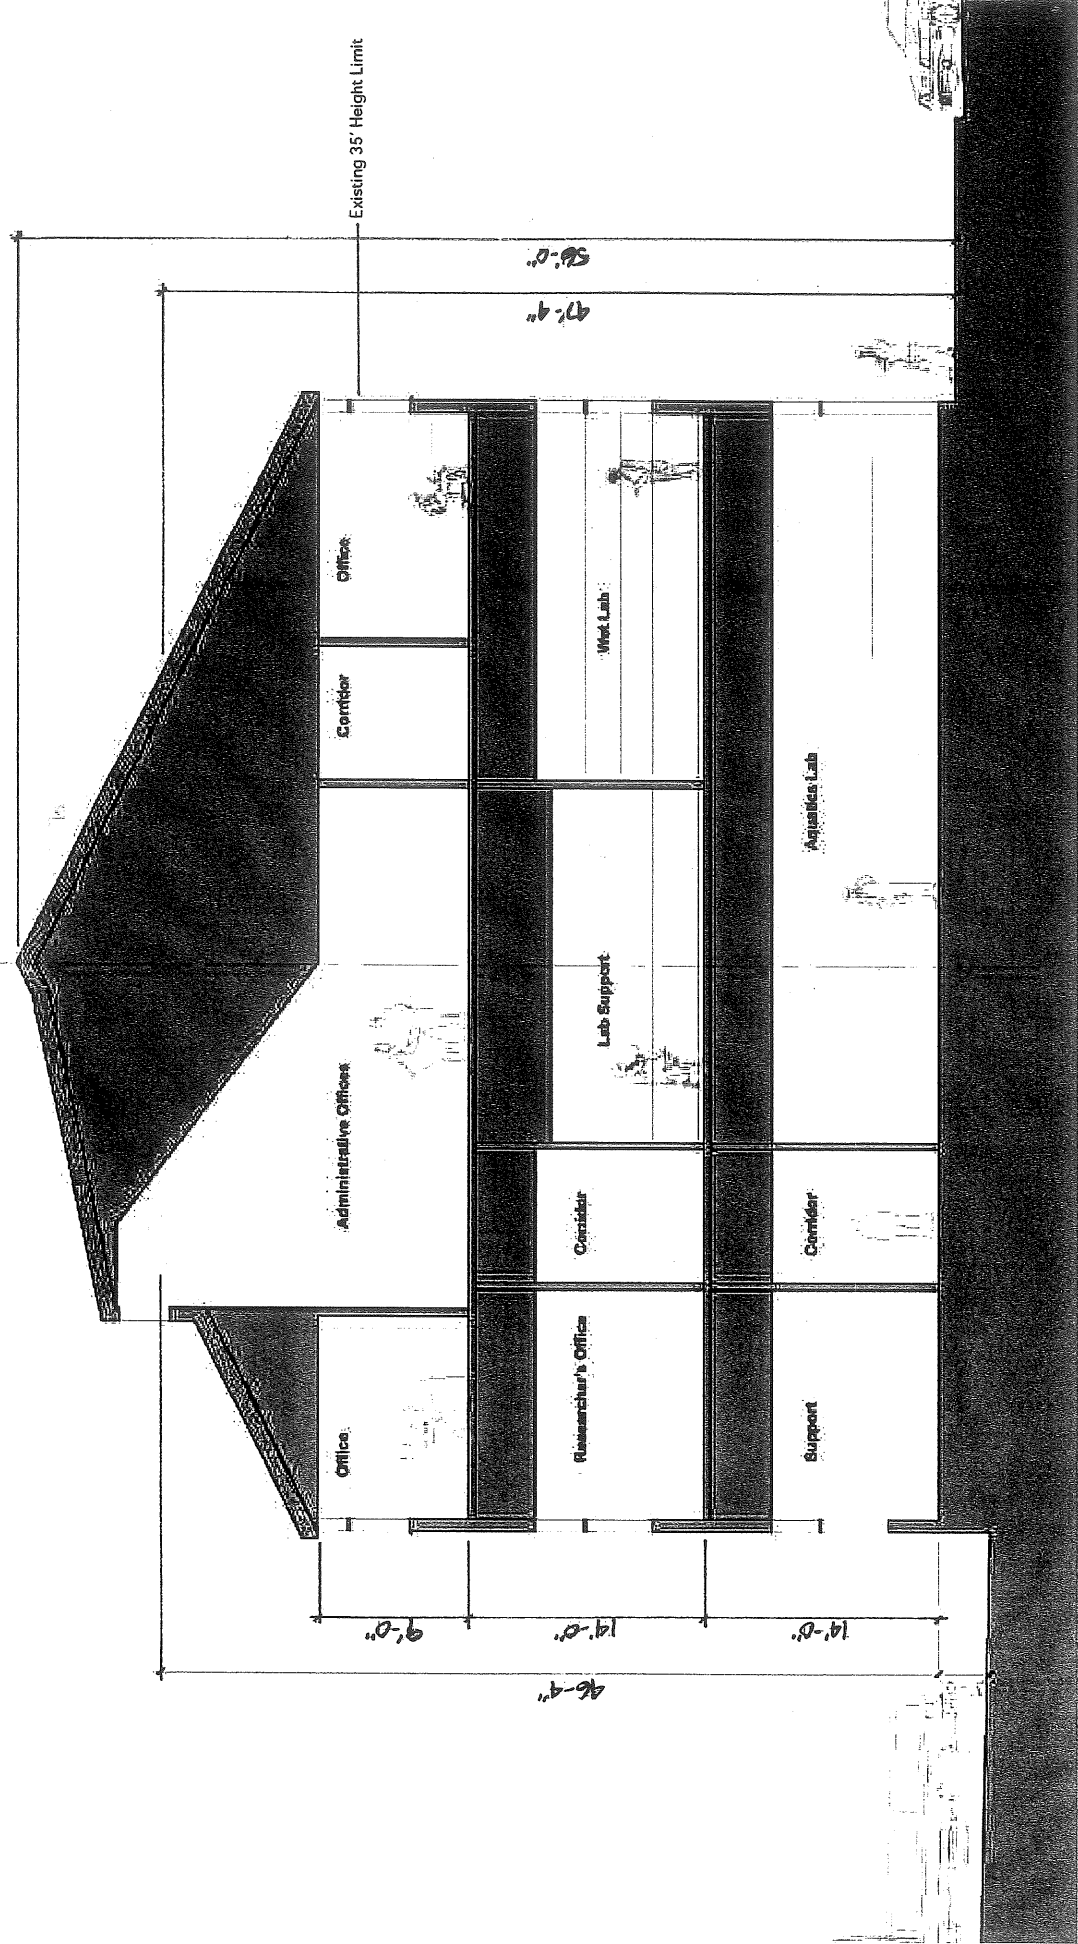 Existing 35' Height Limit
56'-0"
47'-4"
Office
Corridor
Administrative Offices
Office
Wet Lab
Lab Support
Corridor
Researcher's Office
Aquatics Lab
Corridor
Support
9'-0"
14'-0"
14'-0"
46-4"